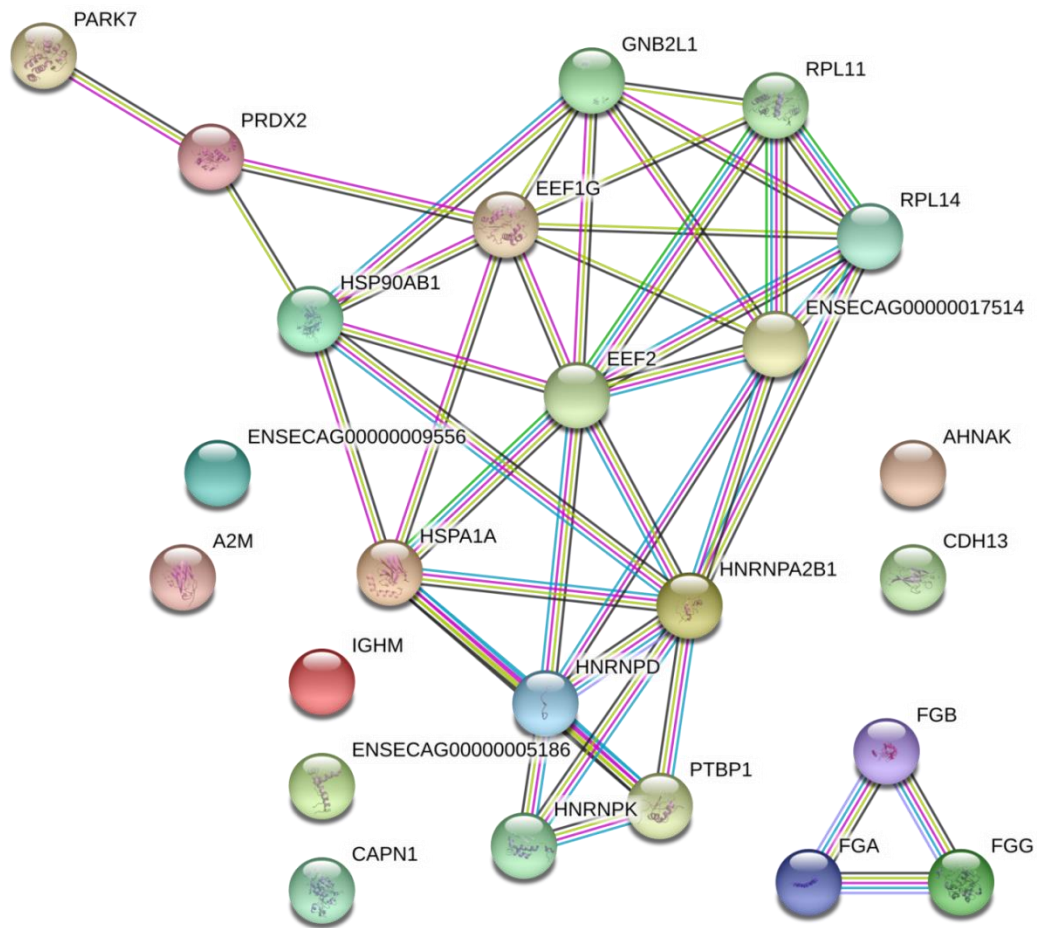 PARK7
GNB2L1
RPL11
PRDX2
EEF1G
RPL14
HSP90AB1
ENSECAG00000017514
EEF2
ENSECAG00000009556
AHNAK
A2M
HSPA1A
CDH13
HNRNPA2B1
IGHM
HNRNPD
FGB
ENSECAG00000005186
PTBP1
HNRNPK
CAPN1
FGA
FGG